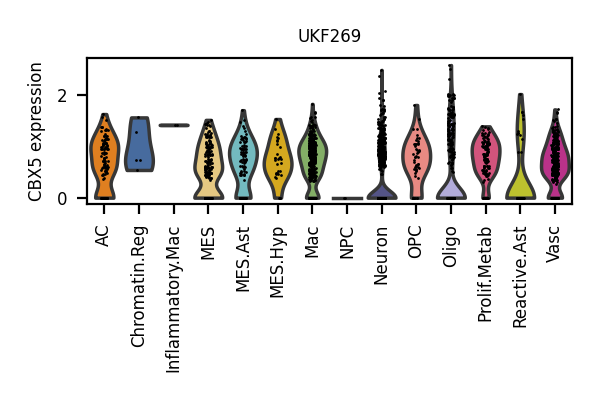 UKF269
CBX5 expression
2
0
AC
Chromatin.Reg
Inflammatory.Mac
MES
MES.Ast
MES.Hyp
Mac
NPC
Neuron
OPC
Oligo
Prolif.Metab
Reactive.Ast
Vasc